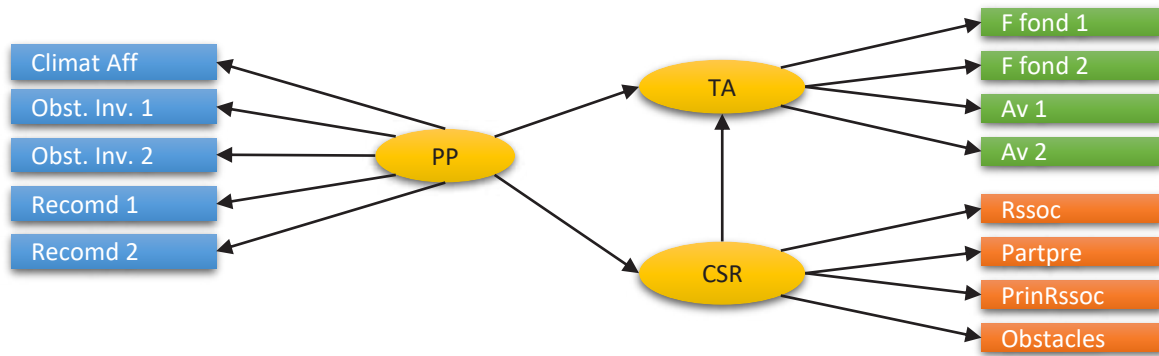 Climat Aff
Obst. Inv. 1
Obst. Inv. 2
Recomd 1
Recomd 2
PP
TA
CSR
F fond 1
F fond 2
Av 1
Av 2
Rssoc
Partpre
PrinRssoc
Obstacles